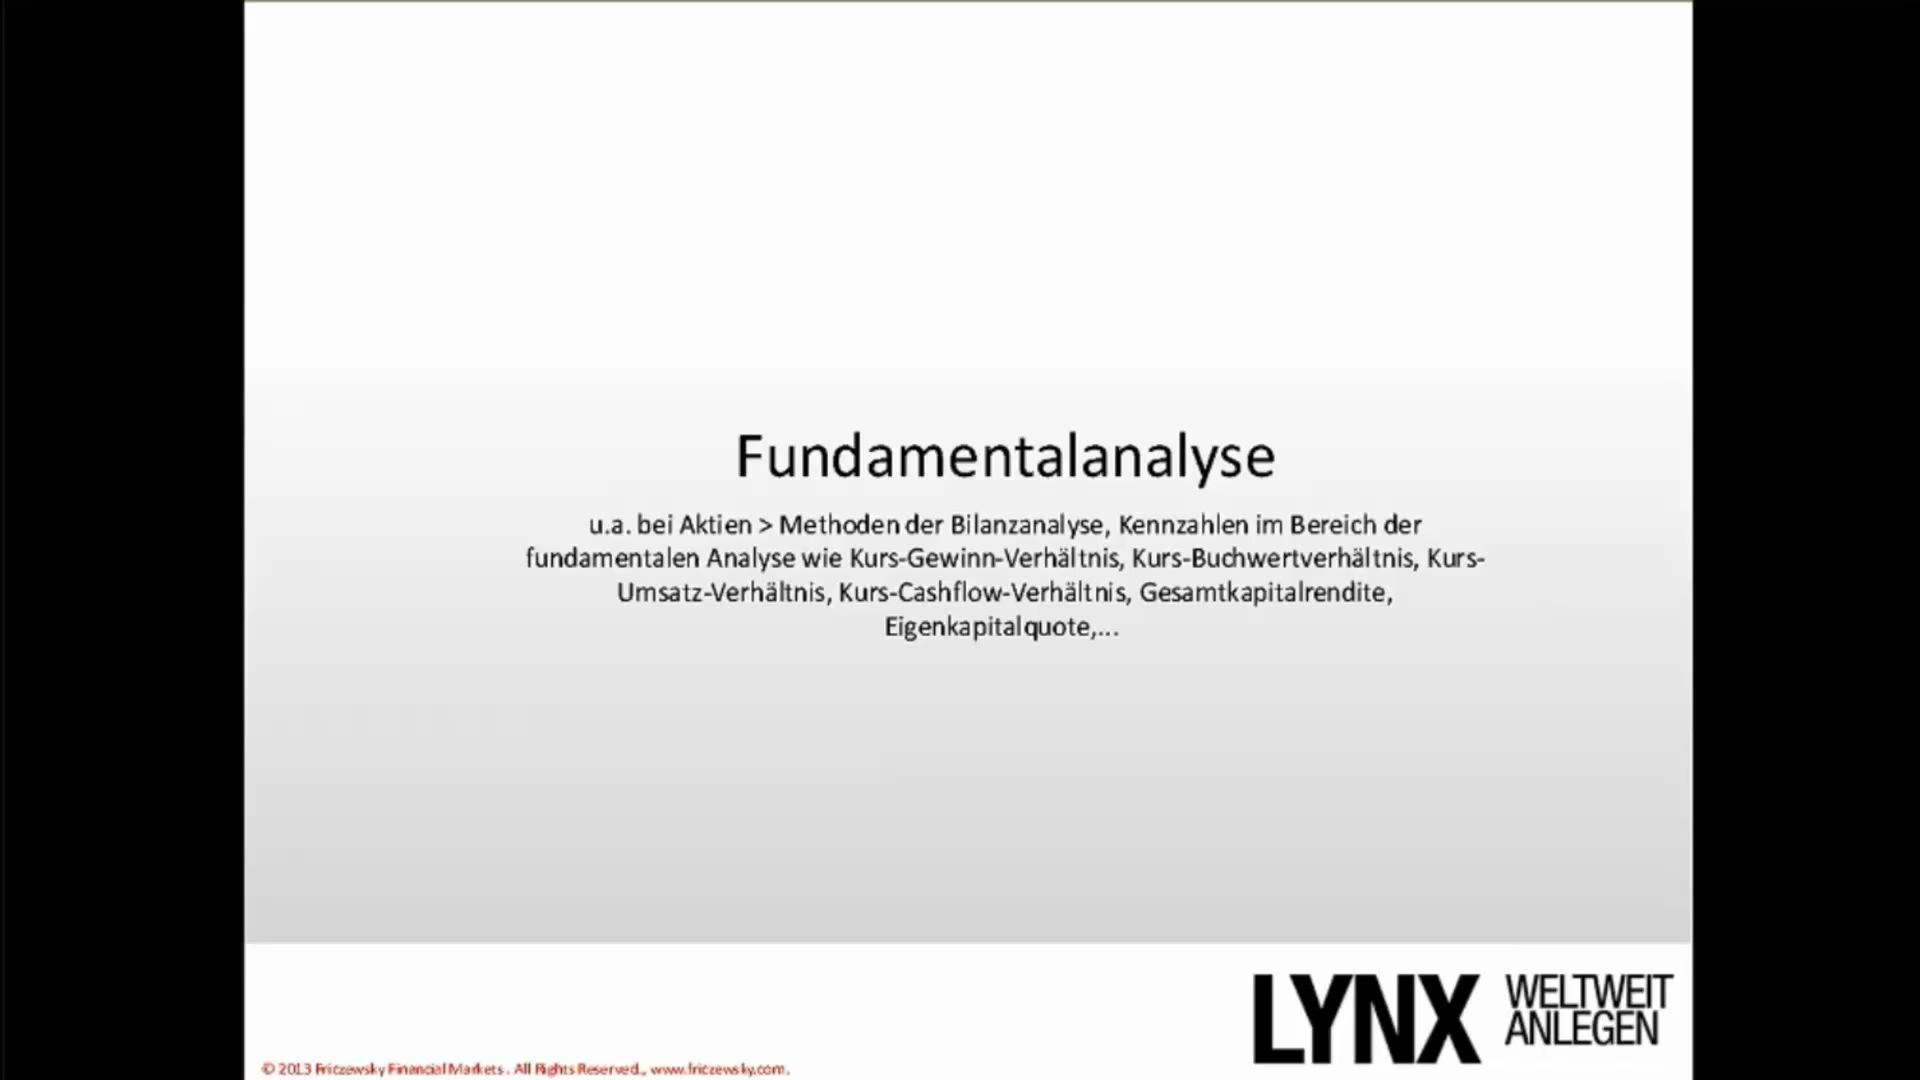 Fundamentalanalyse
u.a. bei Aktien > Methoden der Bilanzanalyse, Kennzahlen im Bereich der
fundamentalen Analyse wie Kurs-Gewinn-Verhältnis, Kurs-Buchwertverhältnis, Kurs-
Umsatz-Verhältnis, Kurs-Cashflow-Verhältnis, Gesamtkapitalrendite,
Eigenkapitalquote,...
LYNX
WELTWEIT
ANLEGEN
© 2013 Friczewsky Financial Markets. All Rights Reserved., www.friczewsky.com.